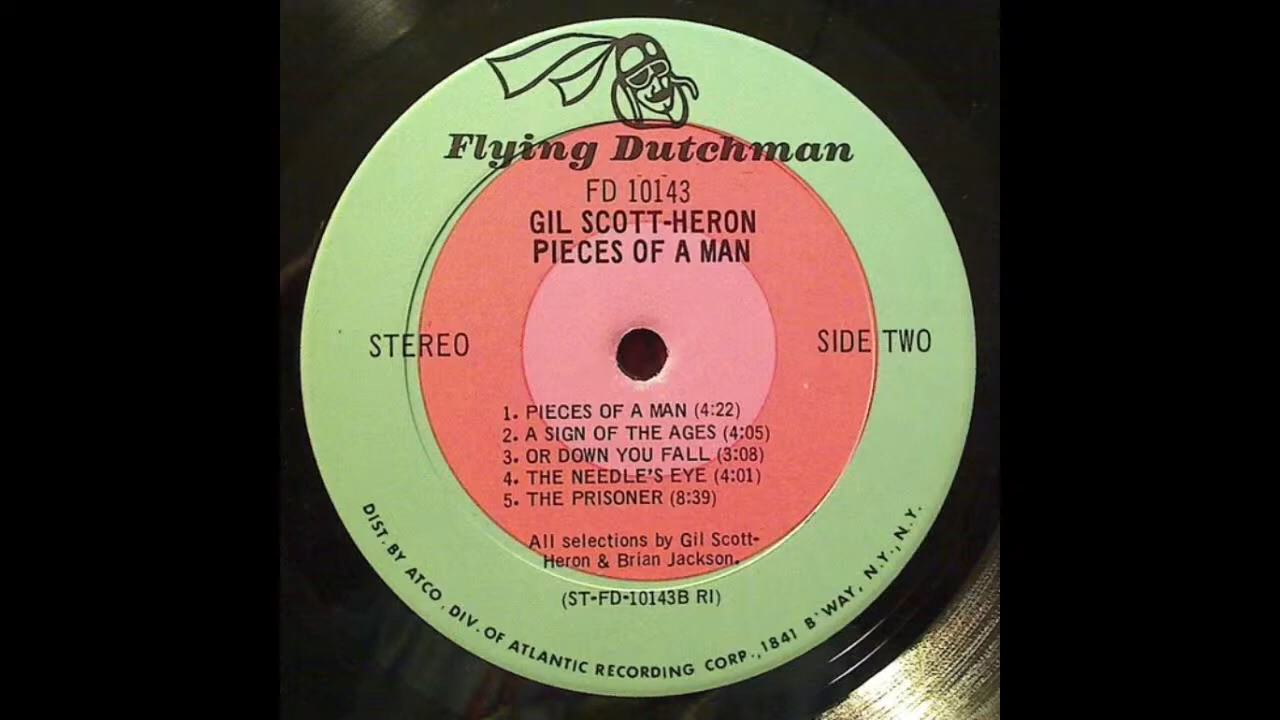 Flying Dutchman
FD 10143
GIL SCOTT-HERON
PIECES OF A MAN
STEREO
SIDE TWO
1. PIECES OF A MAN (4:22)
2. A SIGN OF THE AGES (4:05)
3. OR DOWN YOU FALL (3:08)
4. THE NEEDLE'S EYE (4:01)
5. THE PRISONER (8:39)
All selections by Gil Scott-
Heron & Brian Jackson.
(ST-FD-10143B RI)
DIST. BY ATCO, DIV. OF ATLANTIC RECORDING CORP., 1841 B'WAY, N.Y., N.Y.